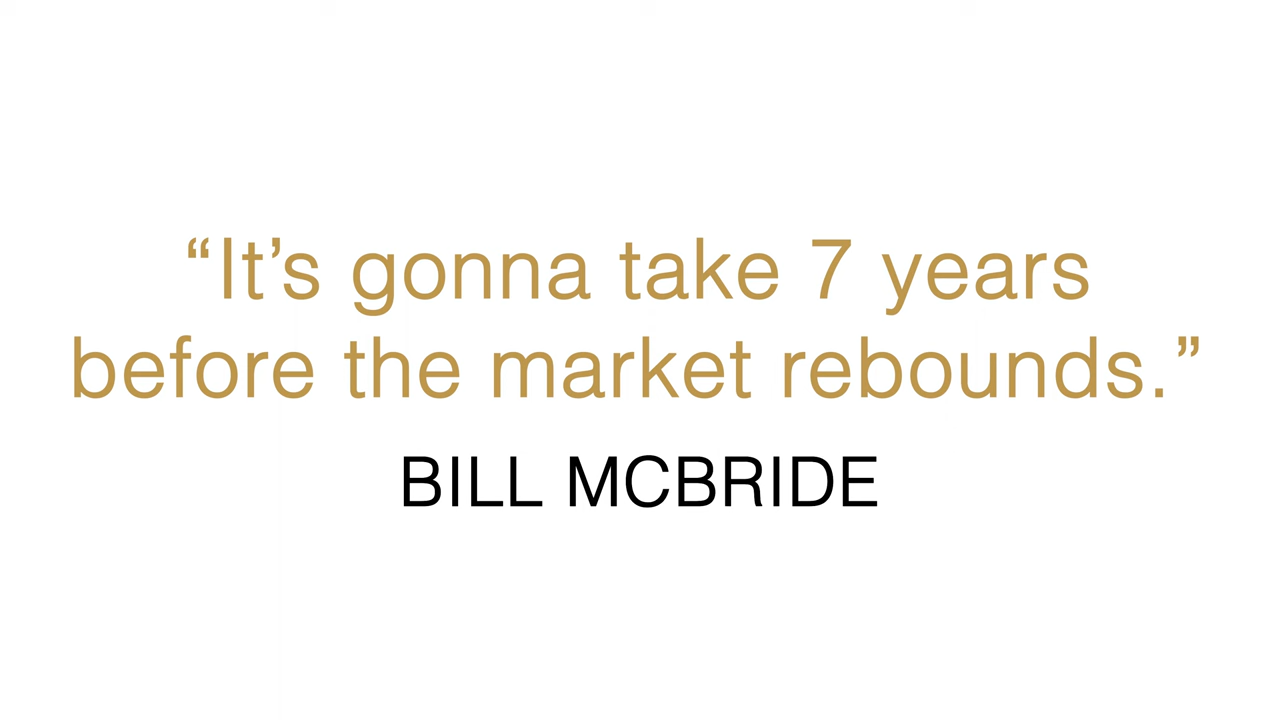 “It’s gonna take 7 years
before the market rebounds.”
BILL MCBRIDE